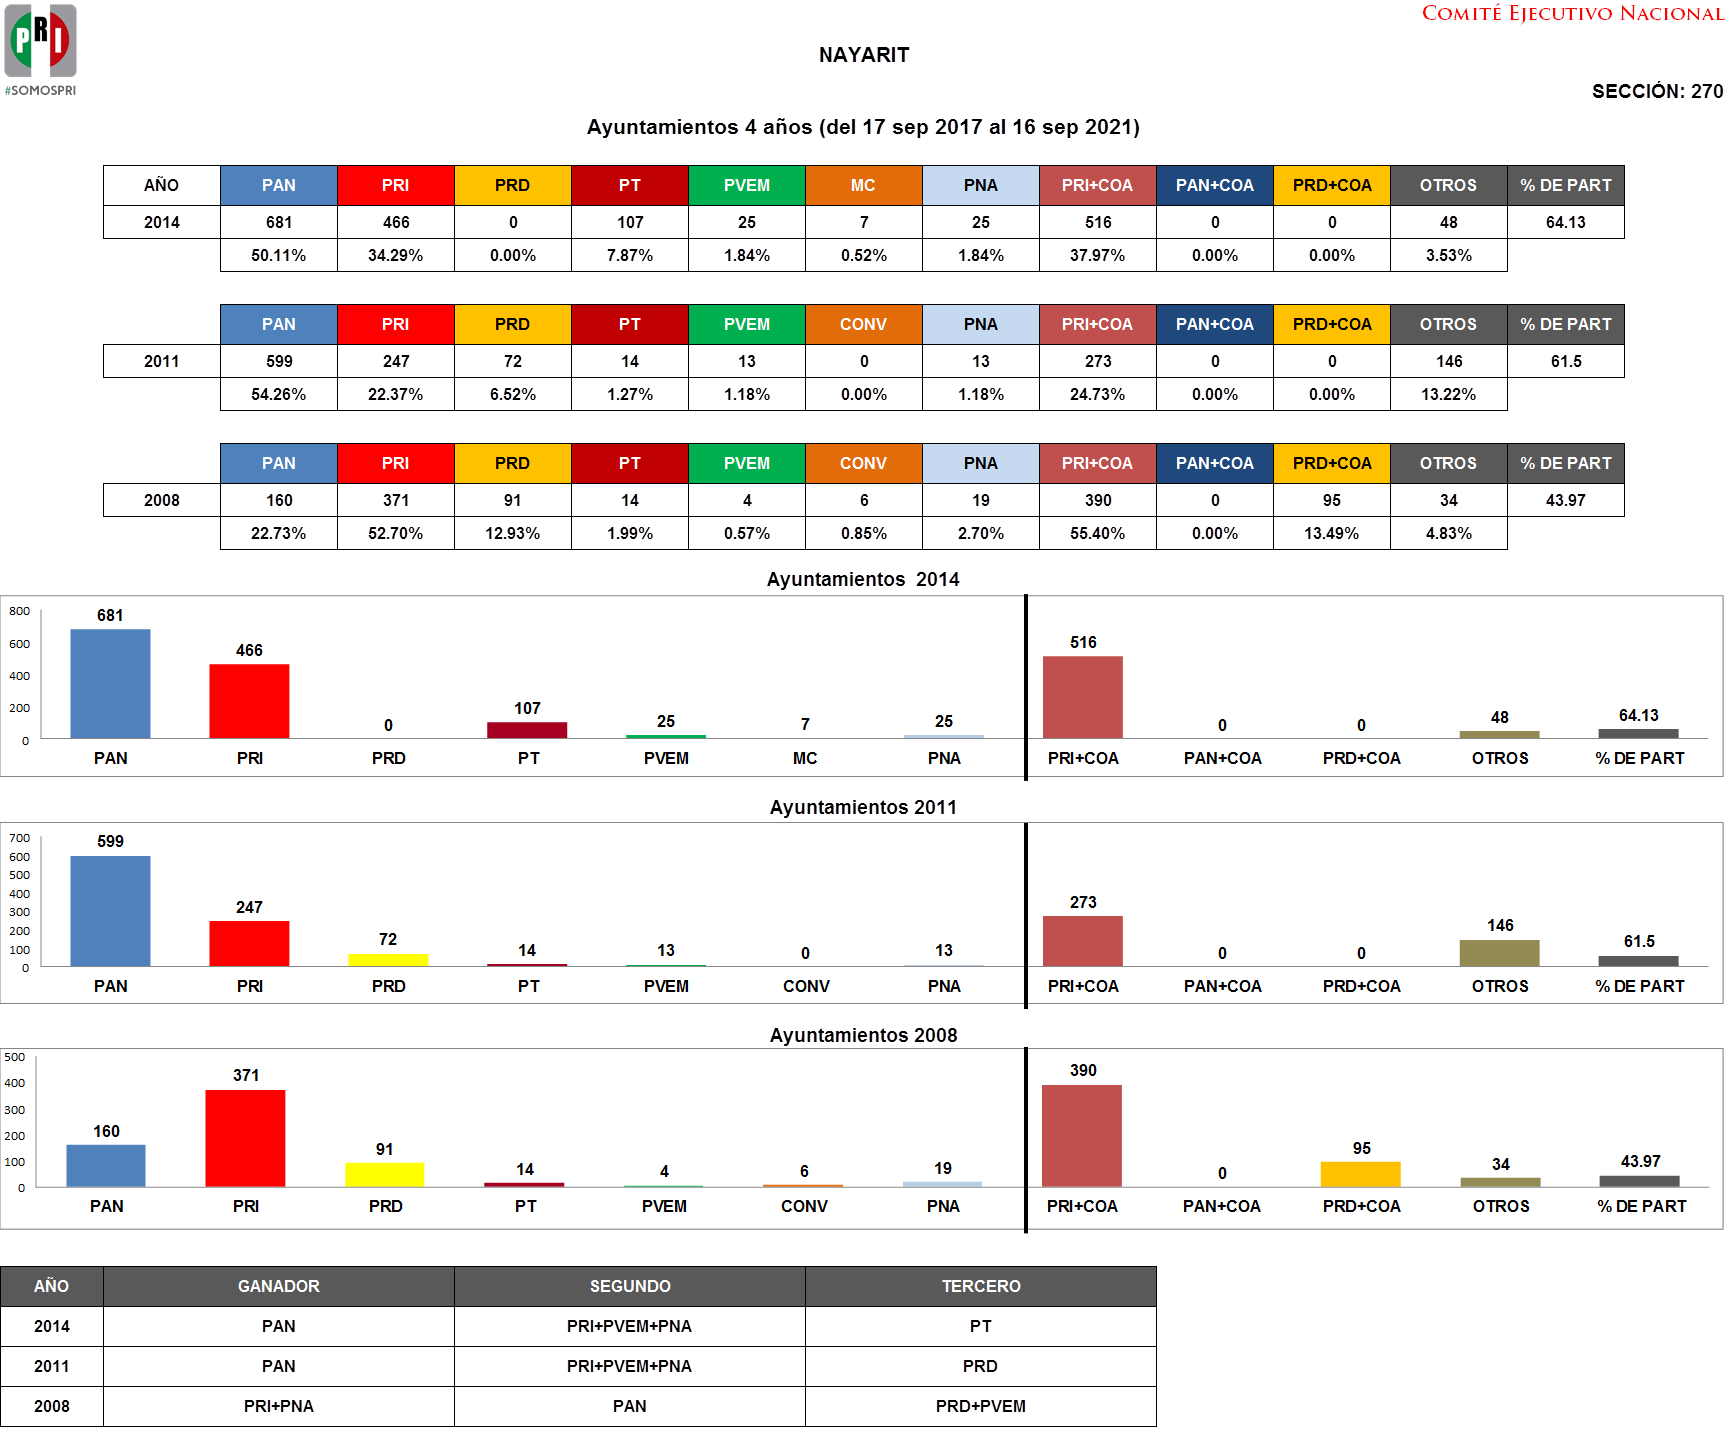 PRI
#SOMOSPRI
COMITÉ EJECUTIVO NACIONAL
NAYARIT
SECCIÓN: 270
Ayuntamientos 4 años (del 17 sep 2017 al 16 sep 2021)
AÑO PAN PRI PRD PT PVEM MC PNA PRI+COA PAN+COA PRD+COA OTROS % DE PART
2014 681 466 0 107 25 7 25 516 0 0 48 64.13
50.11% 34.29% 0.00% 7.87% 1.84% 0.52% 1.84% 37.97% 0.00% 0.00% 3.53%
PAN PRI PRD PT PVEM CONV PNA PRI+COA PAN+COA PRD+COA OTROS % DE PART
2011 599 247 72 14 13 0 13 273 0 0 146 61.5
54.26% 22.37% 6.52% 1.27% 1.18% 0.00% 1.18% 24.73% 0.00% 0.00% 13.22%
PAN PRI PRD PT PVEM CONV PNA PRI+COA PAN+COA PRD+COA OTROS % DE PART
2008 160 371 91 14 4 6 19 390 0 95 34 43.97
22.73% 52.70% 12.93% 1.99% 0.57% 0.85% 2.70% 55.40% 0.00% 13.49% 4.83%
Ayuntamientos 2014
800
600
400
200
0
681 466 0 107 25 7 25 516 0 0 48 64.13
PAN PRI PRD PT PVEM MC PNA PRI+COA PAN+COA PRD+COA OTROS % DE PART
Ayuntamientos 2011
700
600
500
400
300
200
100
0
599 247 72 14 13 0 13 273 0 0 146 61.5
PAN PRI PRD PT PVEM CONV PNA PRI+COA PAN+COA PRD+COA OTROS % DE PART
Ayuntamientos 2008
500
400
300
200
100
0
160 371 91 14 4 6 19 390 0 95 34 43.97
PAN PRI PRD PT PVEM CONV PNA PRI+COA PAN+COA PRD+COA OTROS % DE PART
AÑO GANADOR SEGUNDO TERCERO
2014 PAN PRI+PVEM+PNA PT
2011 PAN PRI+PVEM+PNA PRD
2008 PRI+PNA PAN PRD+PVEM